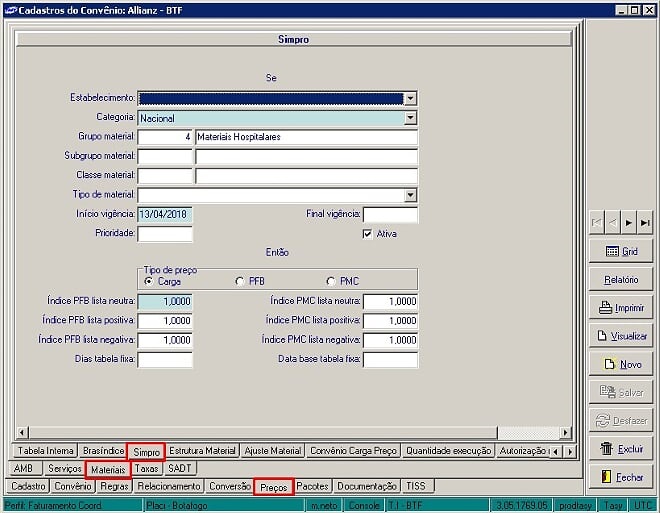 Cadastros do Convênio: Allianz - BTF
Simpro
Se
Estabelecimento:
Categoria: Nacional
Grupo material: 4 Materiais Hospitalares
Subgrupo material:
Classe material:
Tipo de material:
Início vigência: 13/04/2018 Final vigência:
Prioridade: Ativa
Então
Tipo de preço
Carga PFB PMC
Índice PFB lista neutra: 1,0000 Índice PMC lista neutra: 1,0000
Índice PFB lista positiva: 1,0000 Índice PMC lista positiva: 1,0000
Índice PFB lista negativa: 1,0000 Índice PMC lista negativa: 1,0000
Dias tabela fixa: Data base tabela fixa:
Grid
Relatório
Imprimir
Visualizar
Novo
Salvar
Desfazer
Excluir
Fechar
Tabela Interna Brasíndice Simpro Estrutura Material Ajuste Material Convênio Carga Preço Quantidade execução Autorização
AMB Serviços Materiais Taxas SADT
Cadastro Convênio Regras Relacionamento Conversão Preços Pacotes Documentação TISS
Perfil: Faturamento Coord. Placi - Botafogo m.neto Console T.I - BTF 3.05.1769.05 prodtasy Tasy UTC